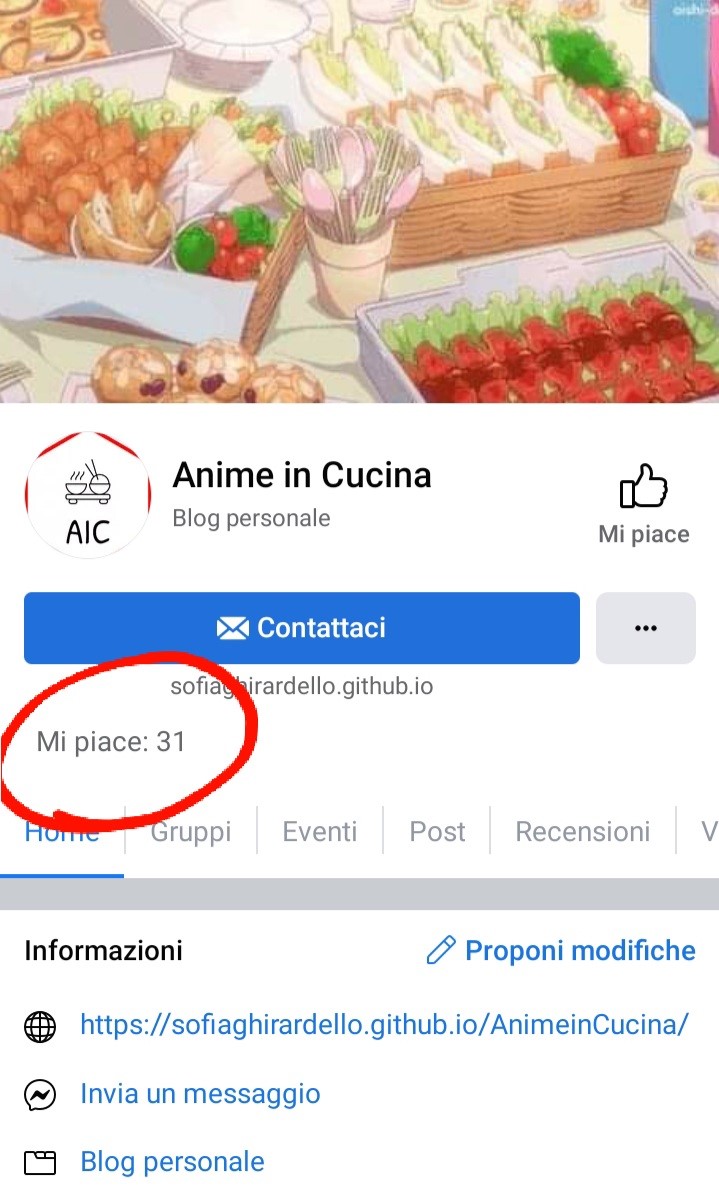 Anime in Cucina
Blog personale
AIC
Mi piace
Contattaci
sofiaghirardello.github.io
Mi piace: 31
Home
Gruppi
Eventi
Post
Recensioni
V
Informazioni
Proponi modifiche
https://sofiaghirardello.github.io/AnimeinCucina/
Invia un messaggio
Blog personale